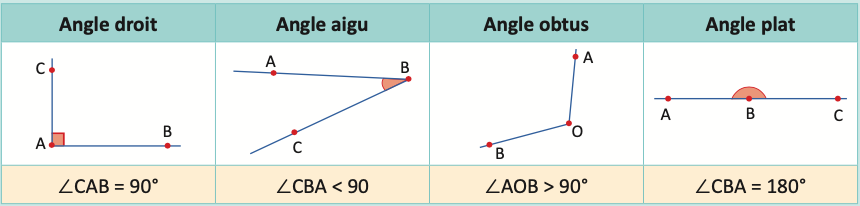 Angle droit
Angle aigu
Angle obtus
Angle plat
C
A
B
A
B
C
A
O
B
A
B
C
∠CAB = 90°
∠CBA < 90
∠AOB > 90°
∠CBA = 180°